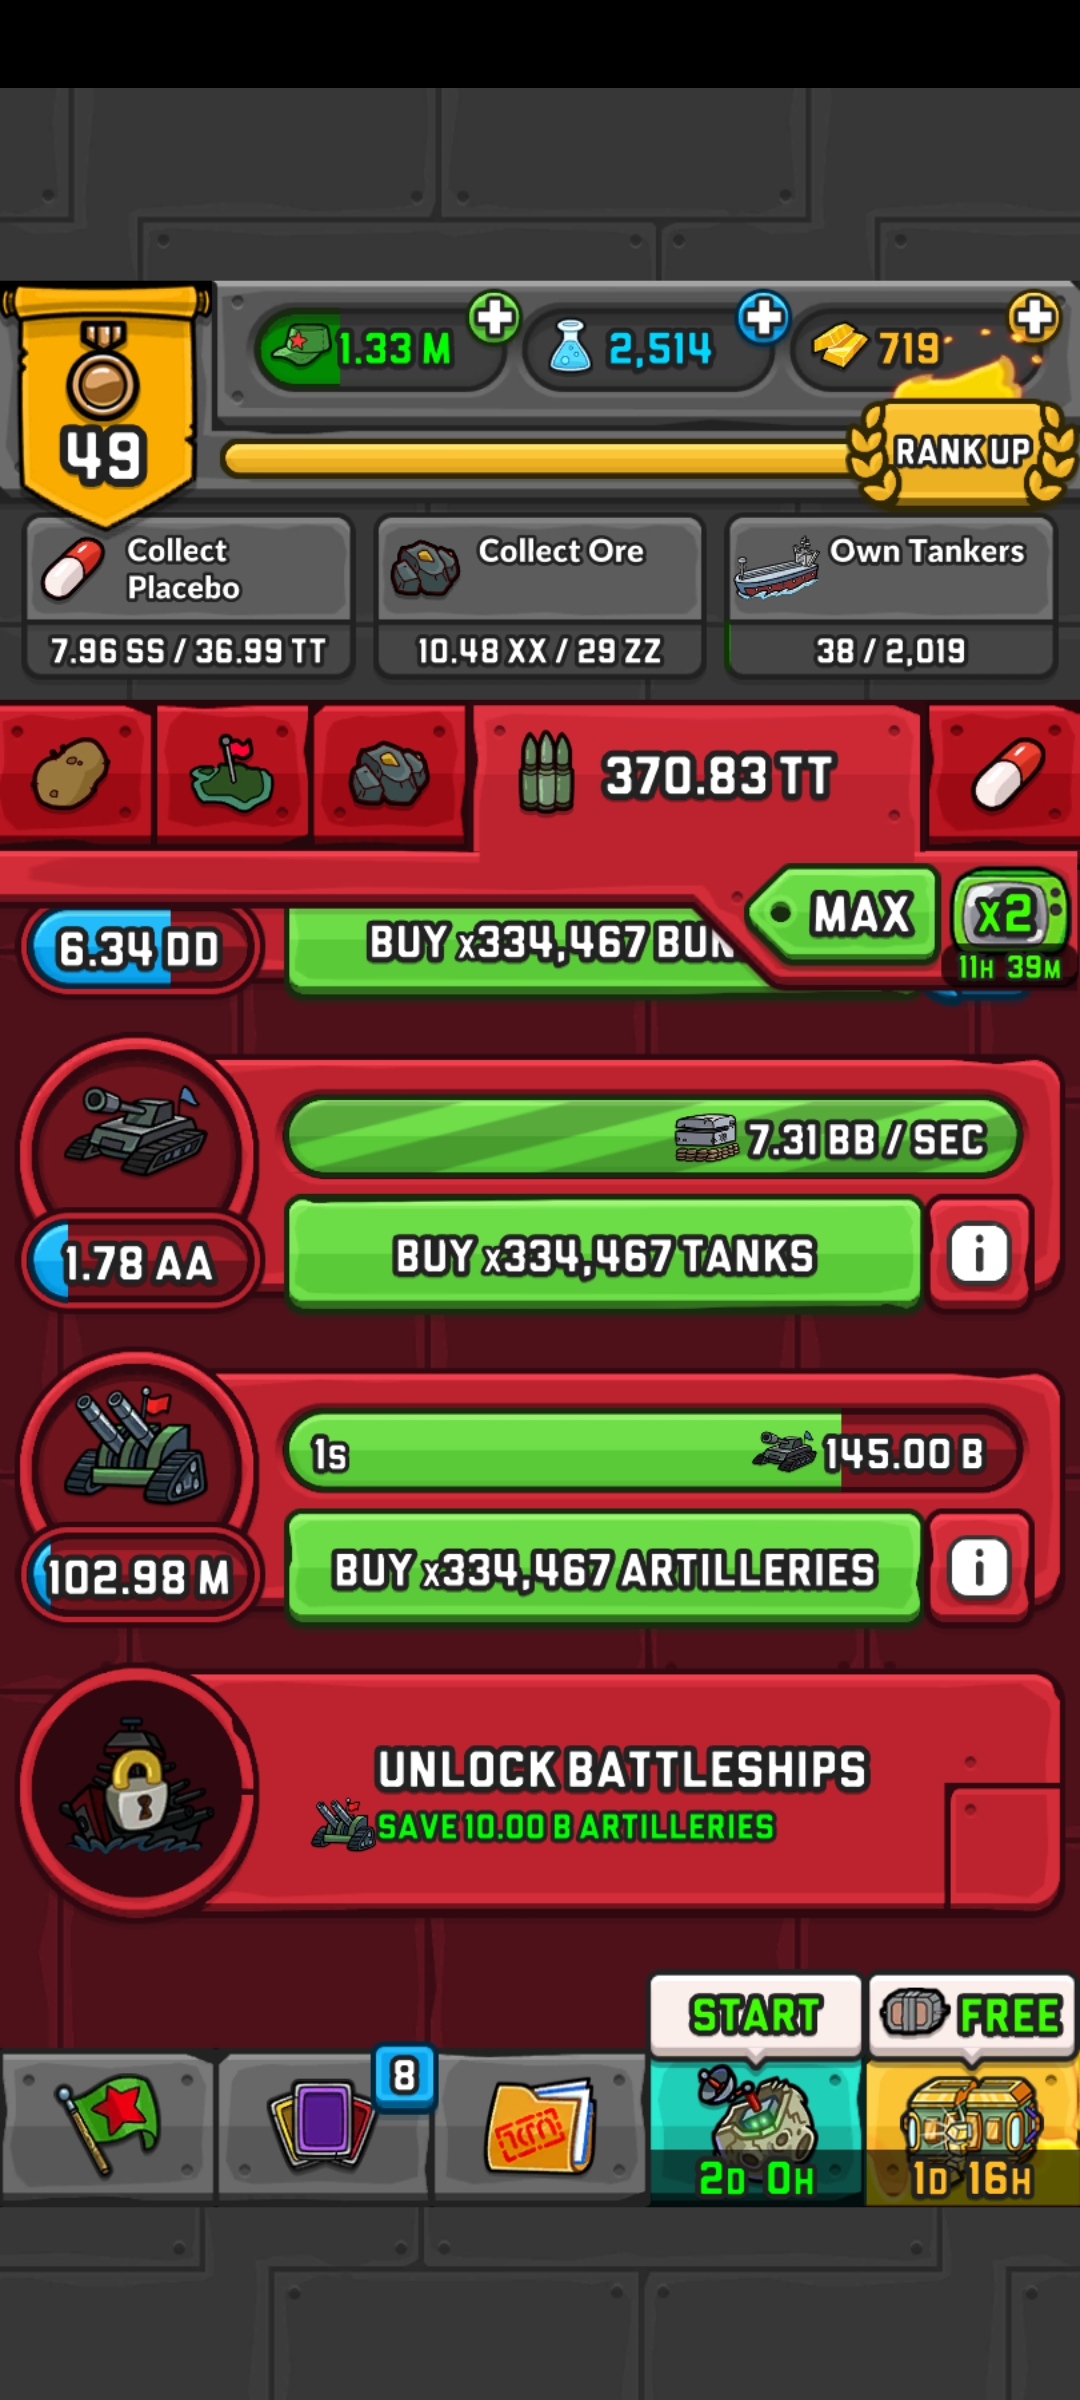 1.33 M
2,514
719
49
RANK UP
Collect
Placebo
7.96 SS / 36.99 TT
Collect Ore
10.48 XX / 29 ZZ
Own Tankers
38 / 2,019
370.83 TT
MAX
x2
11H 39M
6.34 DD
BUY x334,467 BUN
7.31 BB / SEC
1.78 AA
BUY x334,467 TANKS
i
1s
145.00 B
102.98 M
BUY x334,467 ARTILLERIES
i
UNLOCK BATTLESHIPS
SAVE 10.00 B ARTILLERIES
START
FREE
8
2D 0H
1D 16H